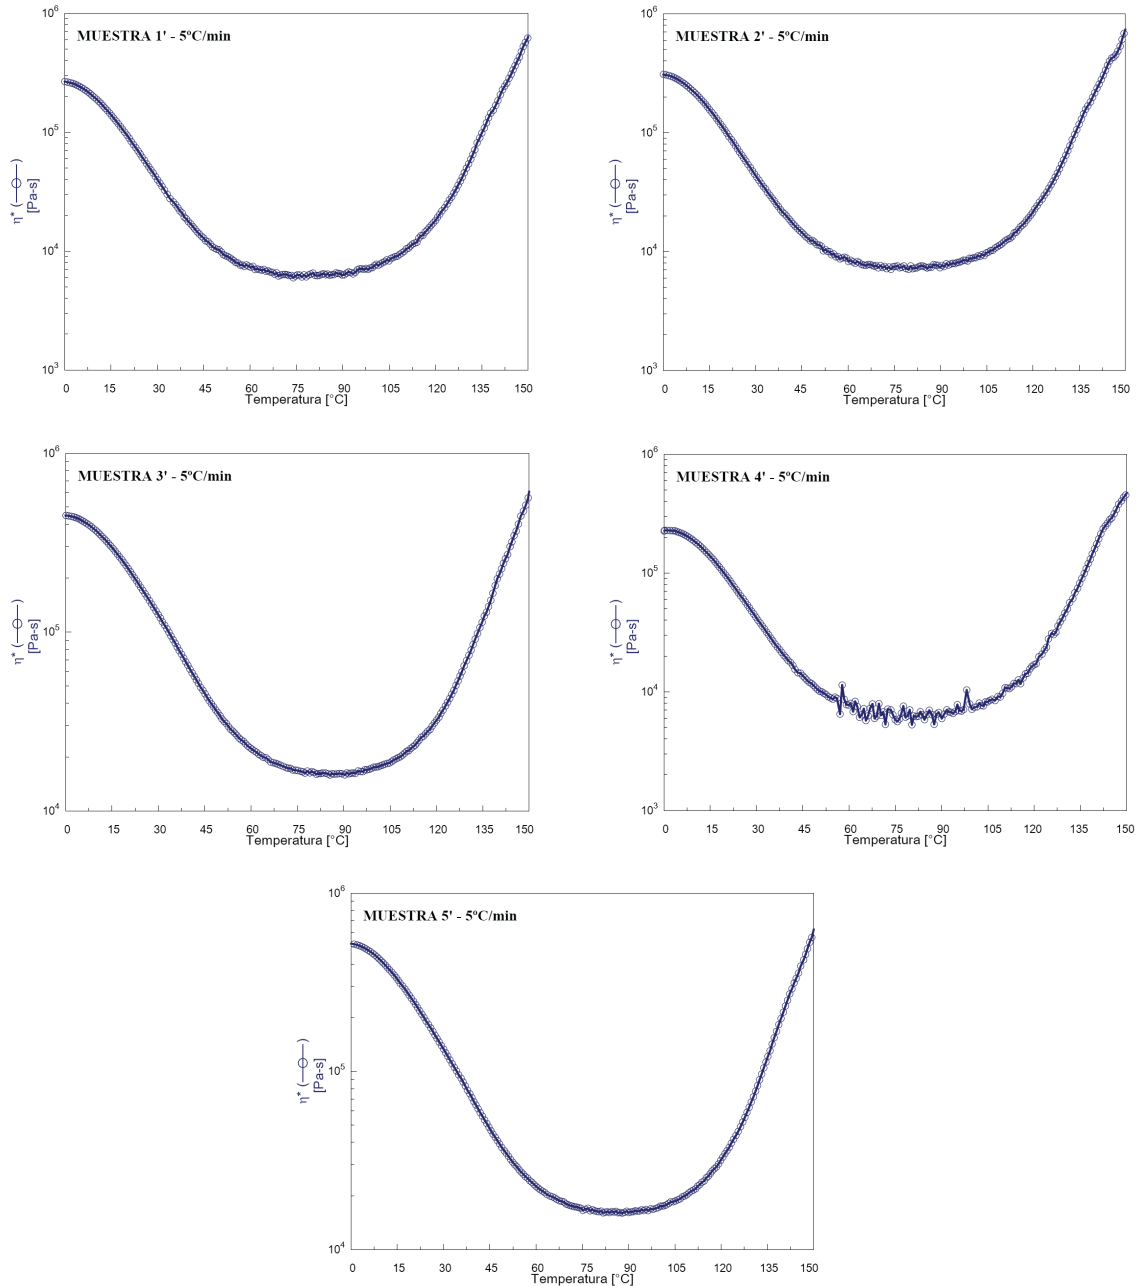 10⁶
MUESTRA 1' - 5ºC/min
10⁵
η* (—○—)
[Pa-s]
10⁴
10³
0 15 30 45 60 75 90 105 120 135 150
Temperatura [°C]
10⁶
MUESTRA 2' - 5ºC/min
10⁵
η* (—○—)
[Pa-s]
10⁴
10³
0 15 30 45 60 75 90 105 120 135 150
Temperatura [°C]
10⁶
MUESTRA 3' - 5ºC/min
10⁵
η* (—○—)
[Pa-s]
10⁴
0 15 30 45 60 75 90 105 120 135 150
Temperatura [°C]
10⁶
MUESTRA 4' - 5ºC/min
10⁵
η* (—○—)
[Pa-s]
10⁴
10³
0 15 30 45 60 75 90 105 120 135 150
Temperatura [°C]
10⁶
MUESTRA 5' - 5ºC/min
10⁵
η* (—○—)
[Pa-s]
10⁴
0 15 30 45 60 75 90 105 120 135 150
Temperatura [°C]